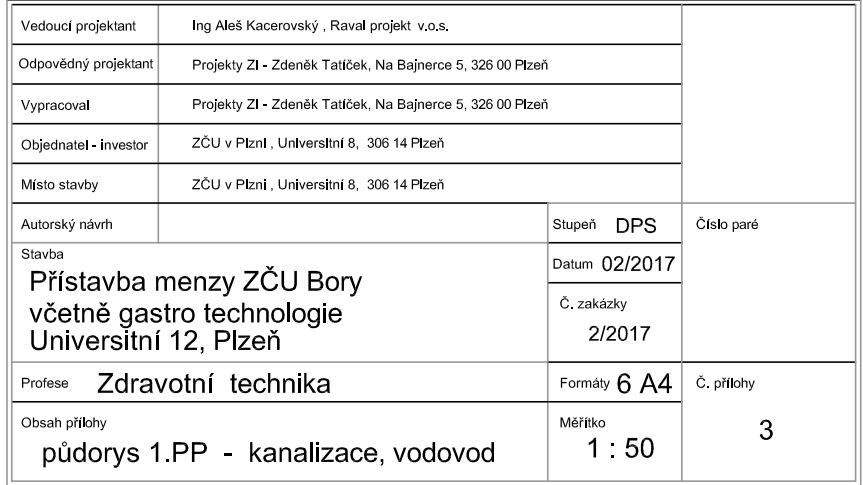 Vedoucí projektant Ing Aleš Kacerovský , Raval projekt v.o.s.
Odpovědný projektant Projekty ZI - Zdeněk Tatíček, Na Bajnerce 5, 326 00 Plzeň
Vypracoval Projekty ZI - Zdeněk Tatíček, Na Bajnerce 5, 326 00 Plzeň
Objednatel - investor ZČU v Plzni , Universitní 8, 306 14 Plzeň
Místo stavby ZČU v Plzni , Universitní 8, 306 14 Plzeň
Autorský návrh
Stupeň DPS
Číslo paré
Stavba
Přístavba menzy ZČU Bory
včetně gastro technologie
Universitní 12, Plzeň
Datum 02/2017
Č. zakázky
2/2017
Profese Zdravotní technika
Formáty 6 A4
Č. přílohy
3
Obsah přílohy
půdorys 1.PP - kanalizace, vodovod
Měřítko
1 : 50